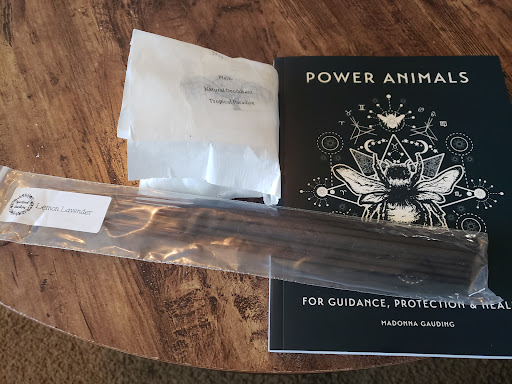 Natural Deodorant
Tropical Paradise
POWER ANIMALS
Lemon Lavender
FOR GUIDANCE, PROTECTION & HEAL
MADONNA GAUDING